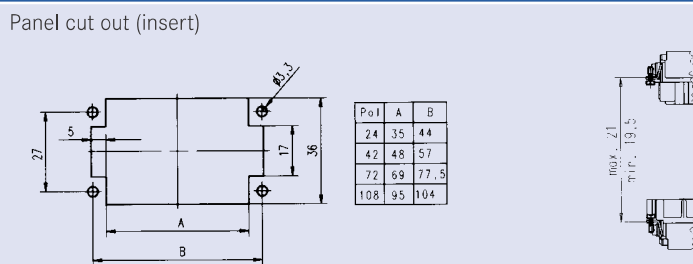 Panel cut out (insert)
ø3,3
5
27
17
36
A
B
Pol A B
24 35 44
42 48 57
72 69 77,5
108 95 104
max. 21
min. 19,5